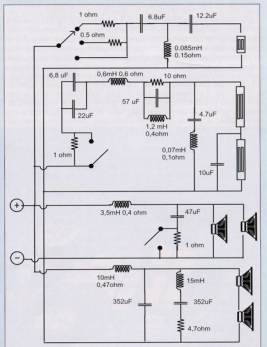 1 ohm
6.8uF
12.2uF
0.5 ohm
0.085mH
0.15ohm
6.8 uF
0,6mH 0,6 ohm
10 ohm
22uF
57 uF
4.7uF
1,2 mH
0,4ohm
1 ohm
0,07mH
0,1ohm
10uF
+
3,5mH 0,4 ohm
47uF
1 ohm
−
10mH
0,47ohm
15mH
352uF
352uF
4,7ohm